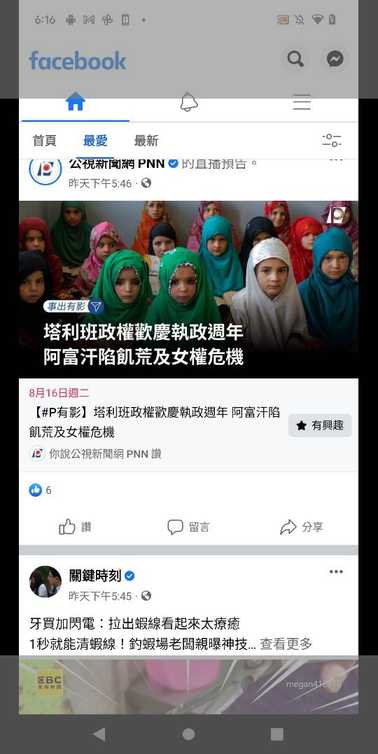 6:16
facebook
首頁 最愛 最新
公視新聞網 PNN 的直播預告。
昨天下午5:46 ·
事出有影
塔利班政權歡慶執政週年
阿富汗陷飢荒及女權危機
8月16日週二
【#P有影】塔利班政權歡慶執政週年 阿富汗陷
飢荒及女權危機
有興趣
你說公視新聞網 PNN 讚
6
讚 留言 分享
關鍵時刻
昨天下午5:45 ·
牙買加閃電：拉出蝦線看起來太療癒
1秒就能清蝦線！釣蝦場老闆親曝神技... 查看更多
EBC